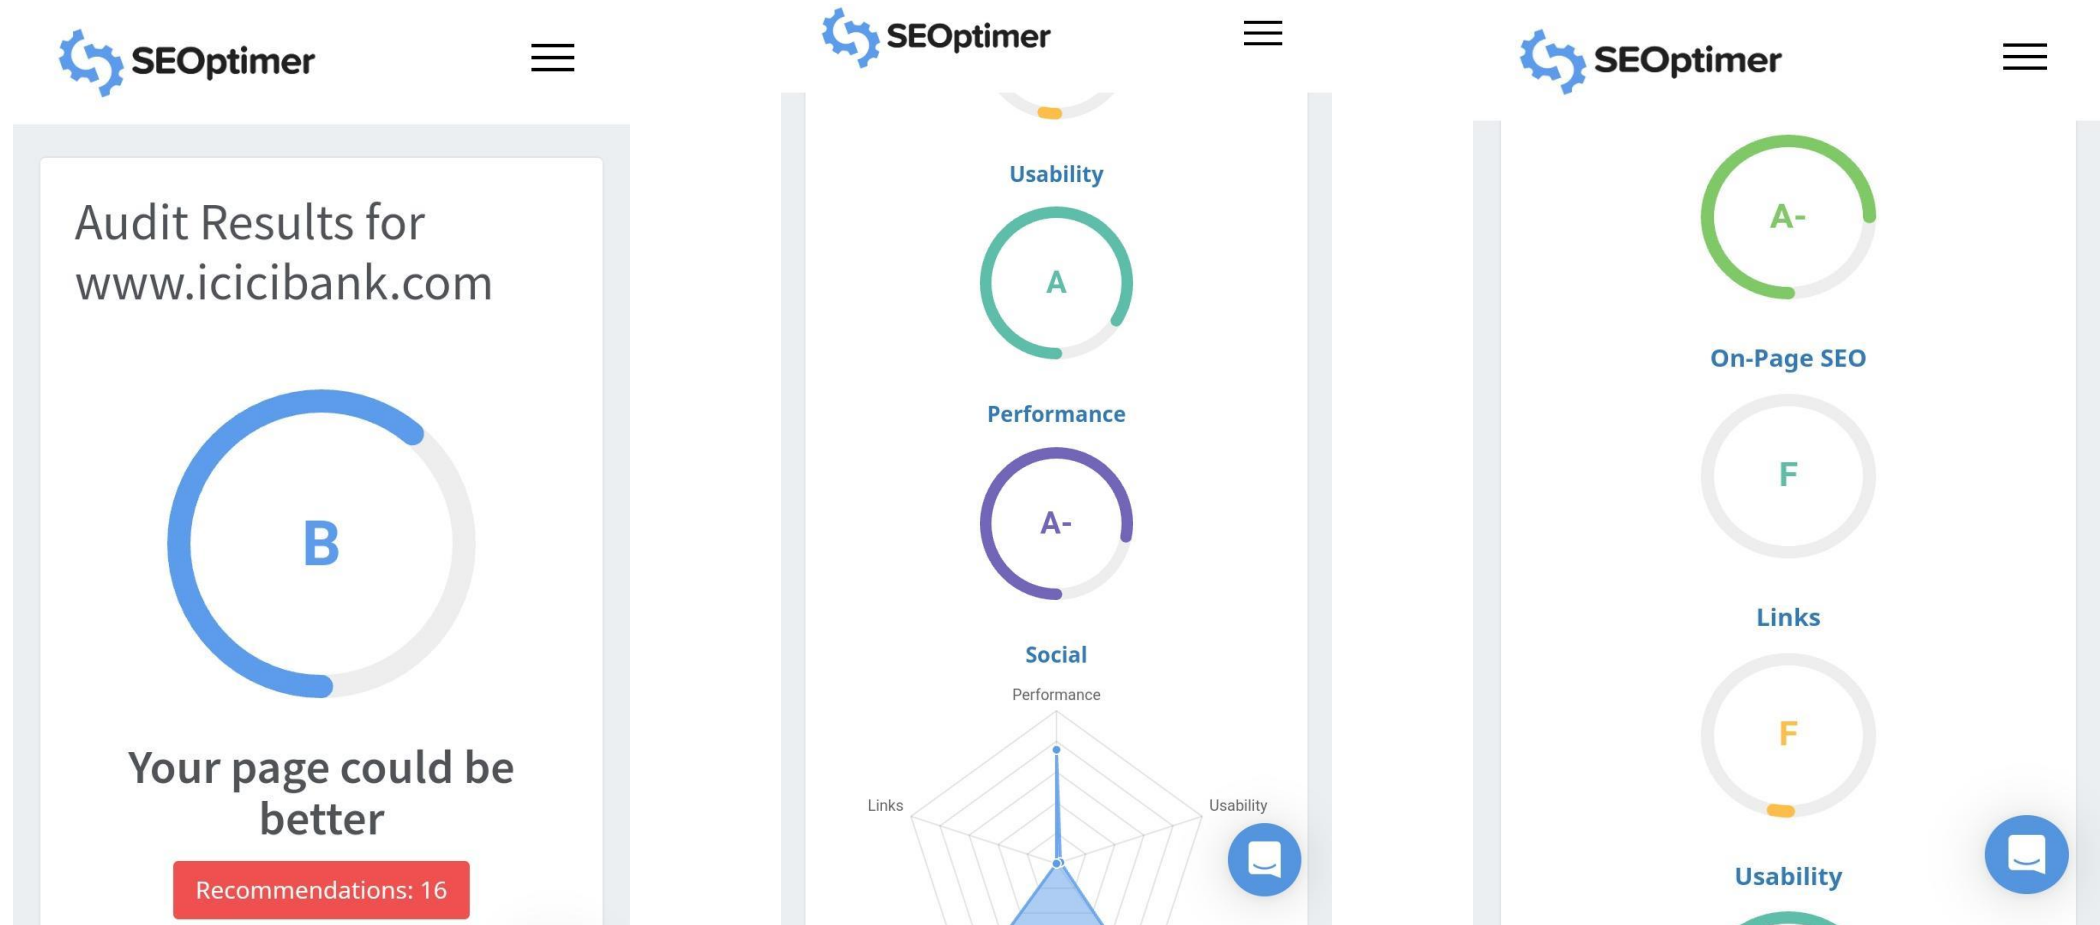 SEOptimer
Audit Results for
www.icicibank.com
B
Your page could be
better
Recommendations: 16
SEOptimer
Usability
A
Performance
A-
Social
Performance
Links
Usability
SEOptimer
A-
On-Page SEO
F
Links
F
Usability